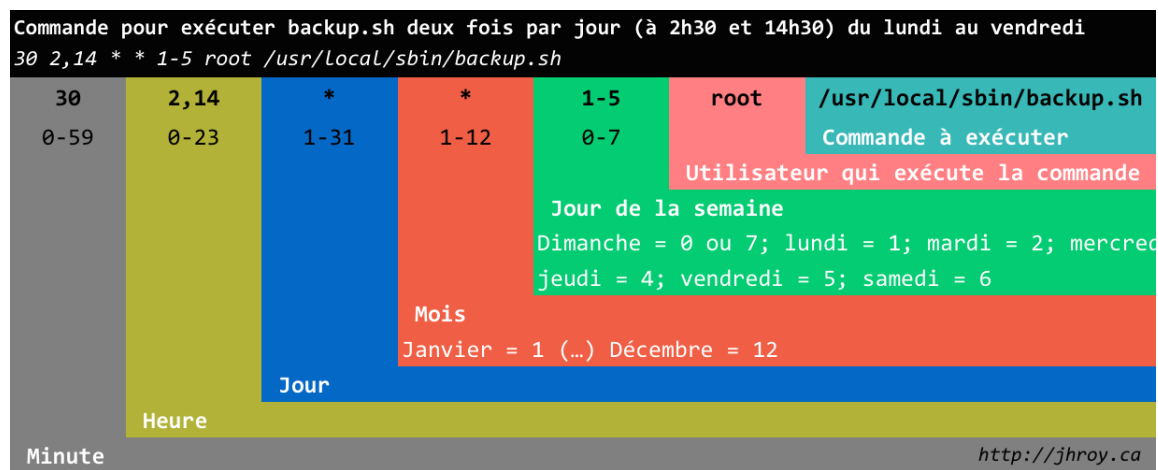 Commande pour exécuter backup.sh deux fois par jour (à 2h30 et 14h30) du lundi au vendredi
30 2,14 * * 1-5 root /usr/local/sbin/backup.sh
30 2,14 * * 1-5 root /usr/local/sbin/backup.sh
0-59 0-23 1-31 1-12 0-7 Commande à exécuter
Utilisateur qui exécute la commande
Jour de la semaine
Dimanche = 0 ou 7; lundi = 1; mardi = 2; mercred
jeudi = 4; vendredi = 5; samedi = 6
Mois
Janvier = 1 (…) Décembre = 12
Jour
Heure
Minute http://jhroy.ca